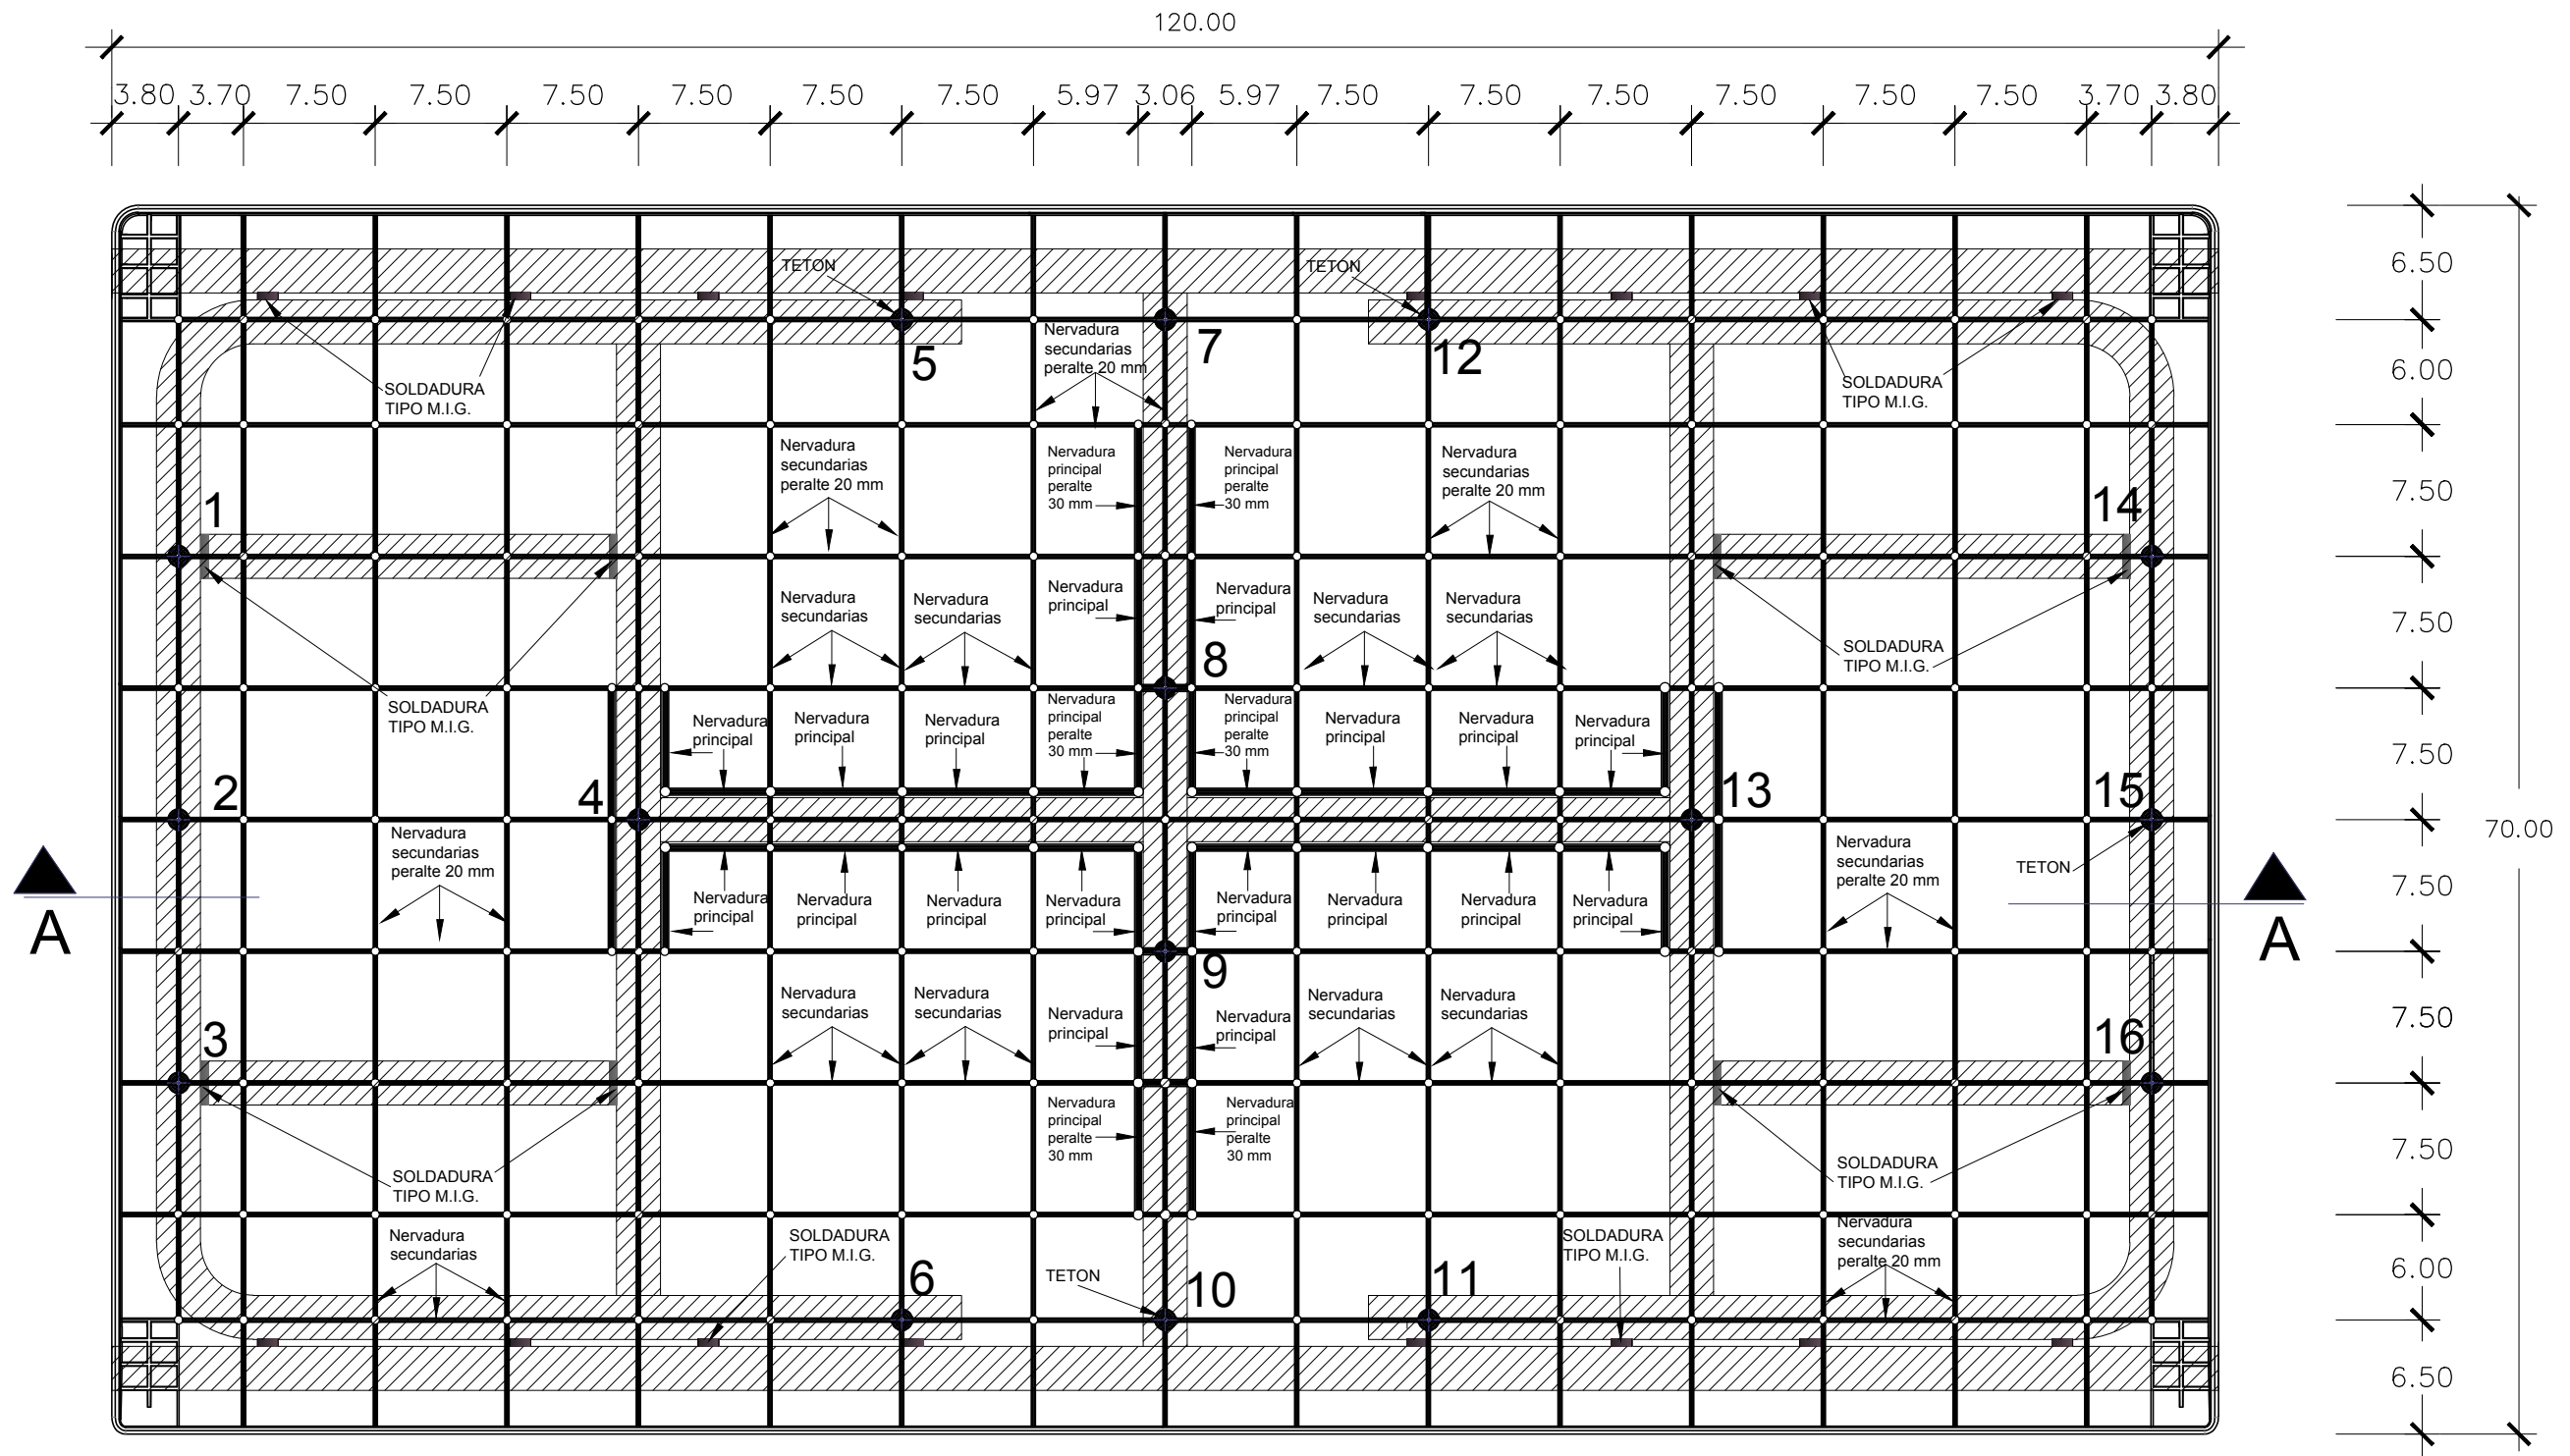 120.00
3.80 3.70 7.50 7.50 7.50 7.50 7.50 7.50 5.97 3.06 5.97 7.50 7.50 7.50 7.50 7.50 7.50 3.70 3.80
TETON
TETON
6.50
5
7
12
Nervadura
secundarias
peralte 20 mm
SOLDADURA
TIPO M.I.G.
SOLDADURA
TIPO M.I.G.
6.00
Nervadura
secundarias
peralte 20 mm
Nervadura
principal
peralte
30 mm
Nervadura
principal
peralte
30 mm
Nervadura
secundarias
peralte 20 mm
1
14
7.50
Nervadura
secundarias
Nervadura
secundarias
Nervadura
principal
Nervadura
principal
Nervadura
secundarias
Nervadura
secundarias
7.50
8
SOLDADURA
TIPO M.I.G.
SOLDADURA
TIPO M.I.G.
Nervadura
principal
Nervadura
principal
Nervadura
principal
Nervadura
principal
peralte
30 mm
Nervadura
principal
peralte
30 mm
Nervadura
principal
Nervadura
principal
Nervadura
principal
7.50
2
4
13
15
70.00
Nervadura
secundarias
peralte 20 mm
Nervadura
secundarias
peralte 20 mm
TETON
7.50
A
A
Nervadura
principal
Nervadura
principal
Nervadura
principal
Nervadura
principal
Nervadura
principal
Nervadura
principal
Nervadura
principal
Nervadura
principal
9
Nervadura
secundarias
Nervadura
secundarias
Nervadura
principal
Nervadura
principal
Nervadura
secundarias
Nervadura
secundarias
7.50
3
16
Nervadura
principal
peralte
30 mm
Nervadura
principal
peralte
30 mm
7.50
SOLDADURA
TIPO M.I.G.
SOLDADURA
TIPO M.I.G.
Nervadura
secundarias
SOLDADURA
TIPO M.I.G.
SOLDADURA
TIPO M.I.G.
Nervadura
secundarias
peralte 20 mm
6.00
6
TETON
10
11
6.50